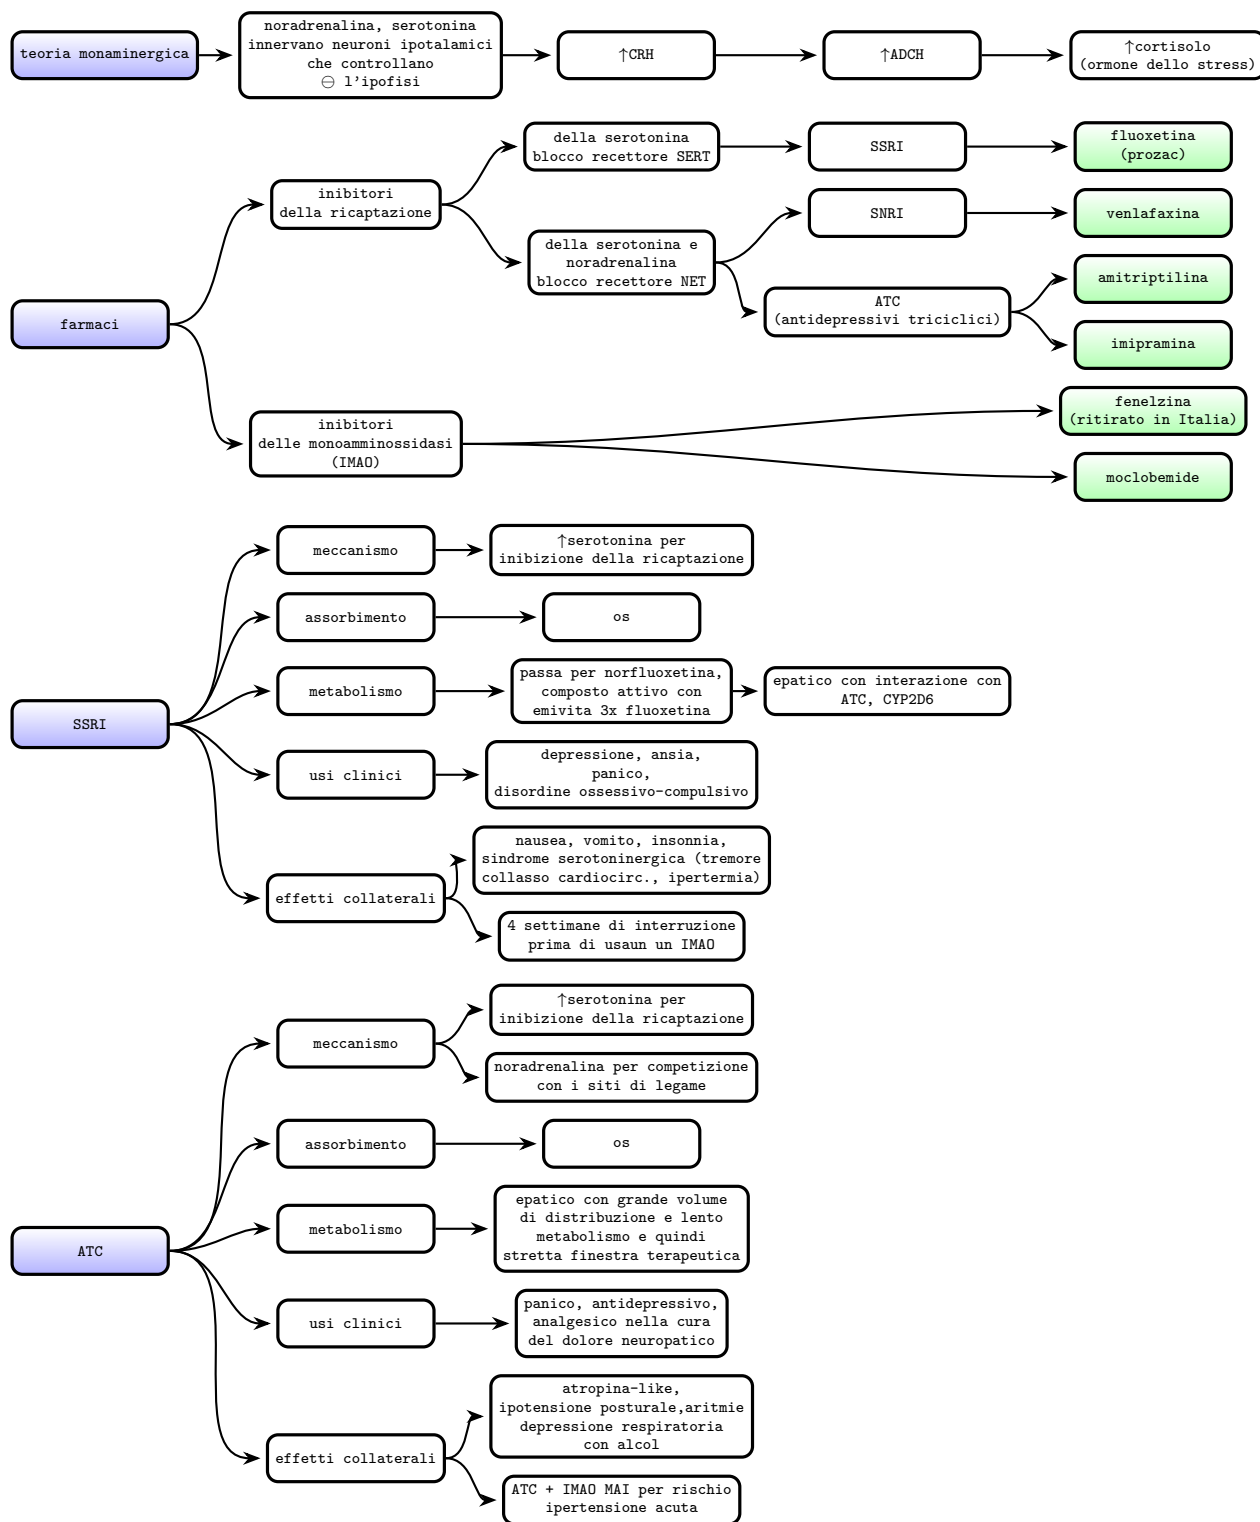 teoria monaminergica
noradrenalina, serotonina
innervano neuroni ipotalamici
che controllano
⊖ l'ipofisi
↑CRH
↑ADCH
↑cortisolo
(ormone dello stress)
farmaci
inibitori
della ricaptazione
della serotonina
blocco recettore SERT
SSRI
fluoxetina
(prozac)
della serotonina e
noradrenalina
blocco recettore NET
SNRI
venlafaxina
ATC
(antidepressivi triciclici)
amitriptilina
imipramina
inibitori
delle monoamminossidasi
(IMAO)
fenelzina
(ritirato in Italia)
moclobemide
SSRI
meccanismo
↑serotonina per
inibizione della ricaptazione
assorbimento
os
metabolismo
passa per norfluoxetina,
composto attivo con
emivita 3x fluoxetina
epatico con interazione con
ATC, CYP2D6
usi clinici
depressione, ansia,
panico,
disordine ossessivo-compulsivo
effetti collaterali
nausea, vomito, insonnia,
sindrome serotoninergica (tremore
collasso cardiocirc., ipertermia)
4 settimane di interruzione
prima di usaun un IMAO
ATC
meccanismo
↑serotonina per
inibizione della ricaptazione
noradrenalina per competizione
con i siti di legame
assorbimento
os
metabolismo
epatico con grande volume
di distribuzione e lento
metabolismo e quindi
stretta finestra terapeutica
usi clinici
panico, antidepressivo,
analgesico nella cura
del dolore neuropatico
effetti collaterali
atropina-like,
ipotensione posturale,aritmie
depressione respiratoria
con alcol
ATC + IMAO MAI per rischio
ipertensione acuta